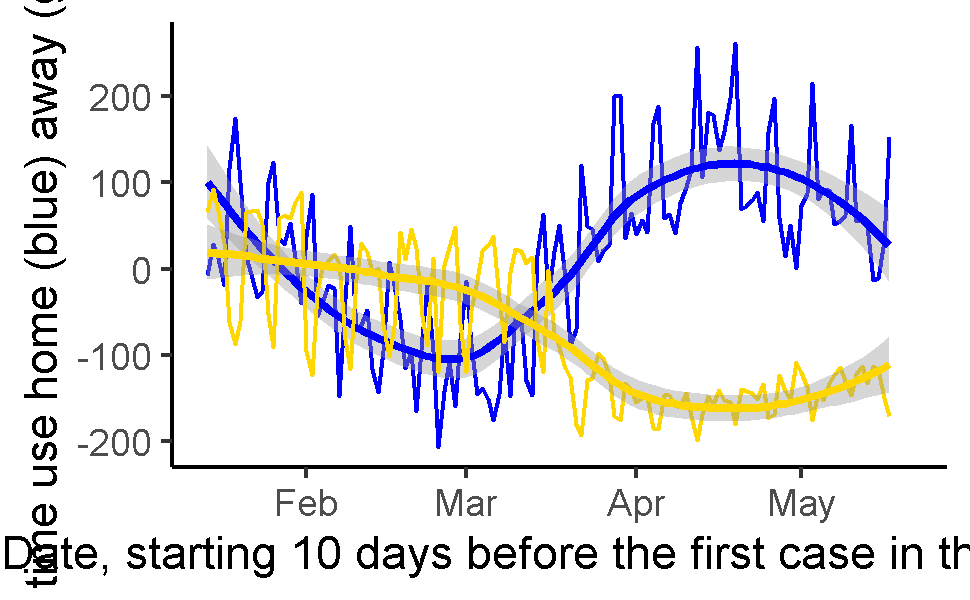 time use home (blue) away (
200
100
0
-100
-200
Feb Mar Apr May
Date, starting 10 days before the first case in th